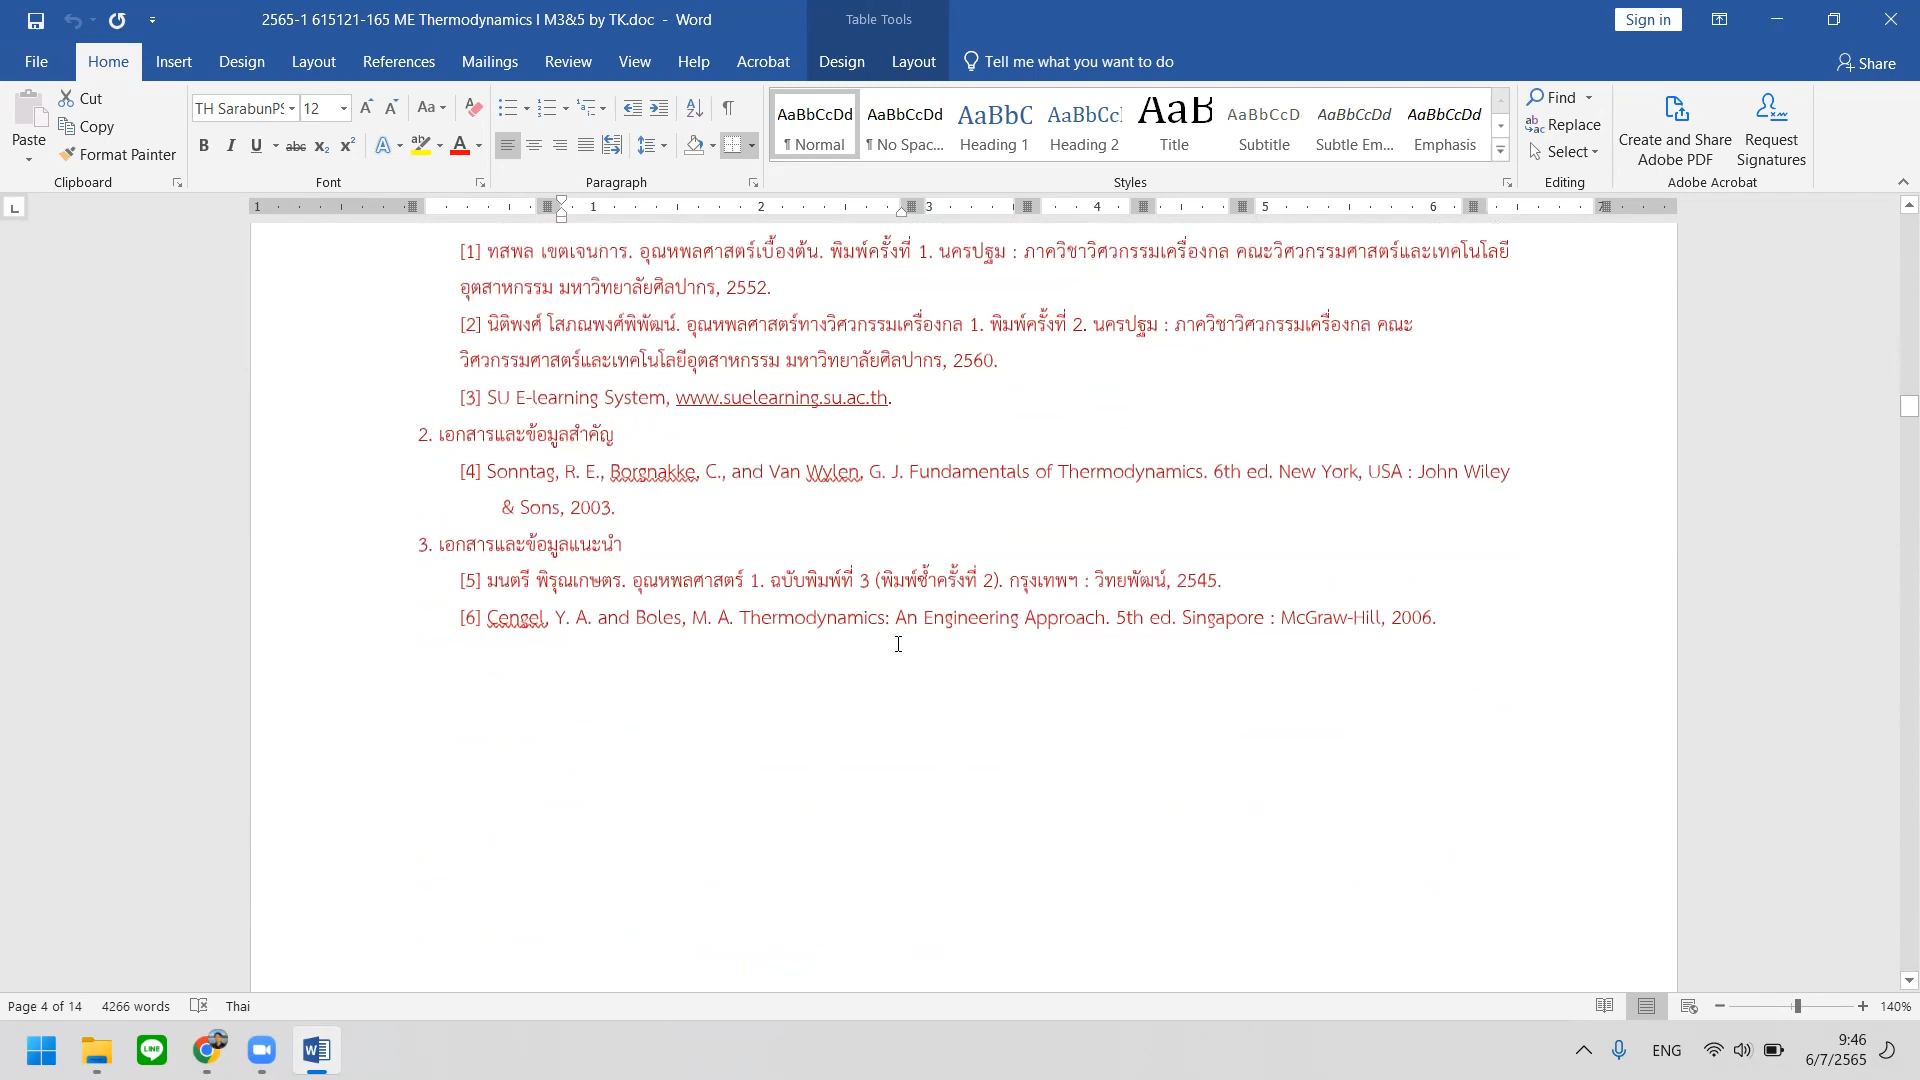 2565-1 615121-165 ME Thermodynamics I M3&5 by TK.doc - Word
Table Tools
Sign in
File Home Insert Design Layout References Mailings Review View Help Acrobat Design Layout Tell me what you want to do Share
Paste
Cut
Copy
Format Painter
Clipboard
TH SarabunPS 12
Font
Paragraph
AaBbCcDd AaBbCcDd AaBbC AaBbCc AaB AaBbCcD AaBbCcDd AaBbCcDd
¶ Normal ¶ No Spac... Heading 1 Heading 2 Title Subtitle Subtle Em... Emphasis
Styles
Find
Replace
Select
Editing
Create and Share Adobe PDF
Request Signatures
Adobe Acrobat
1 1 2 3 4 5 6 7
[1] ทสพล เขตเจนการ. อุณหพลศาสตร์เบื้องต้น. พิมพ์ครั้งที่ 1. นครปฐม : ภาควิชาวิศวกรรมเครื่องกล คณะวิศวกรรมศาสตร์และเทคโนโลยี
อุตสาหกรรม มหาวิทยาลัยศิลปากร, 2552.
[2] นิติพงศ์ โสภณพงศ์พิพัฒน์. อุณหพลศาสตร์ทางวิศวกรรมเครื่องกล 1. พิมพ์ครั้งที่ 2. นครปฐม : ภาควิชาวิศวกรรมเครื่องกล คณะ
วิศวกรรมศาสตร์และเทคโนโลยีอุตสาหกรรม มหาวิทยาลัยศิลปากร, 2560.
[3] SU E-learning System, www.suelearning.su.ac.th.
2. เอกสารและข้อมูลสำคัญ
[4] Sonntag, R. E., Borgnakke, C., and Van Wylen, G. J. Fundamentals of Thermodynamics. 6th ed. New York, USA : John Wiley
& Sons, 2003.
3. เอกสารและข้อมูลแนะนำ
[5] มนตรี พิรุณเกษตร. อุณหพลศาสตร์ 1. ฉบับพิมพ์ที่ 3 (พิมพ์ซ้ำครั้งที่ 2). กรุงเทพฯ : วิทยพัฒน์, 2545.
[6] Cengel, Y. A. and Boles, M. A. Thermodynamics: An Engineering Approach. 5th ed. Singapore : McGraw-Hill, 2006.
Page 4 of 14 4266 words Thai 140%
ENG
9:46
6/7/2565